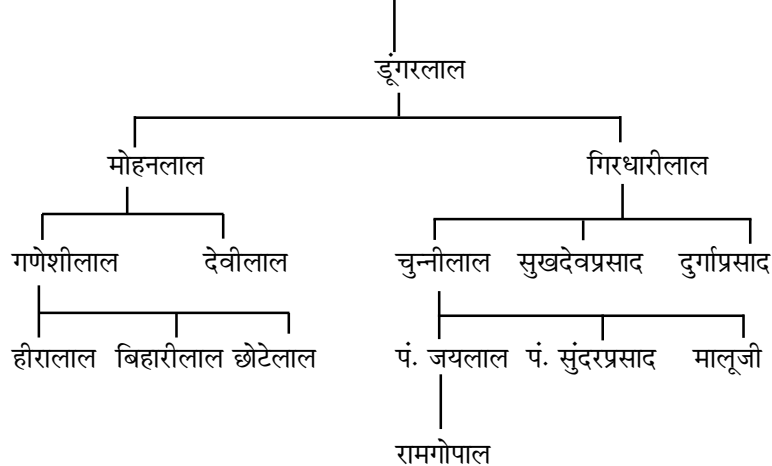 डूंगरलाल
मोहनलाल गिरधारीलाल
गणेशीलाल देवीलाल चुन्नीलाल सुखदेवप्रसाद दुर्गाप्रसाद
हीरालाल बिहारीलाल छोटेलाल पं. जयलाल पं. सुंदरप्रसाद मालूजी
रामगोपाल